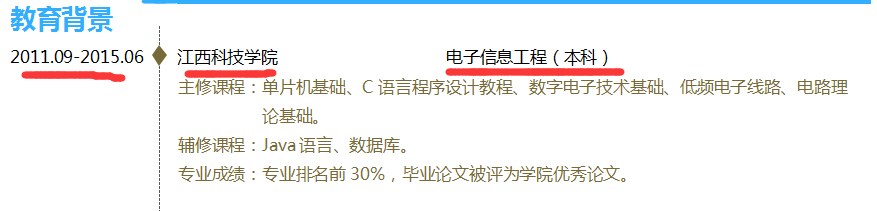 教育背景
2011.09-2015.06 江西科技学院 电子信息工程（本科）
主修课程：单片机基础、C 语言程序设计教程、数字电子技术基础、低频电子线路、电路理
论基础。
辅修课程：Java 语言、数据库。
专业成绩：专业排名前 30%，毕业论文被评为学院优秀论文。